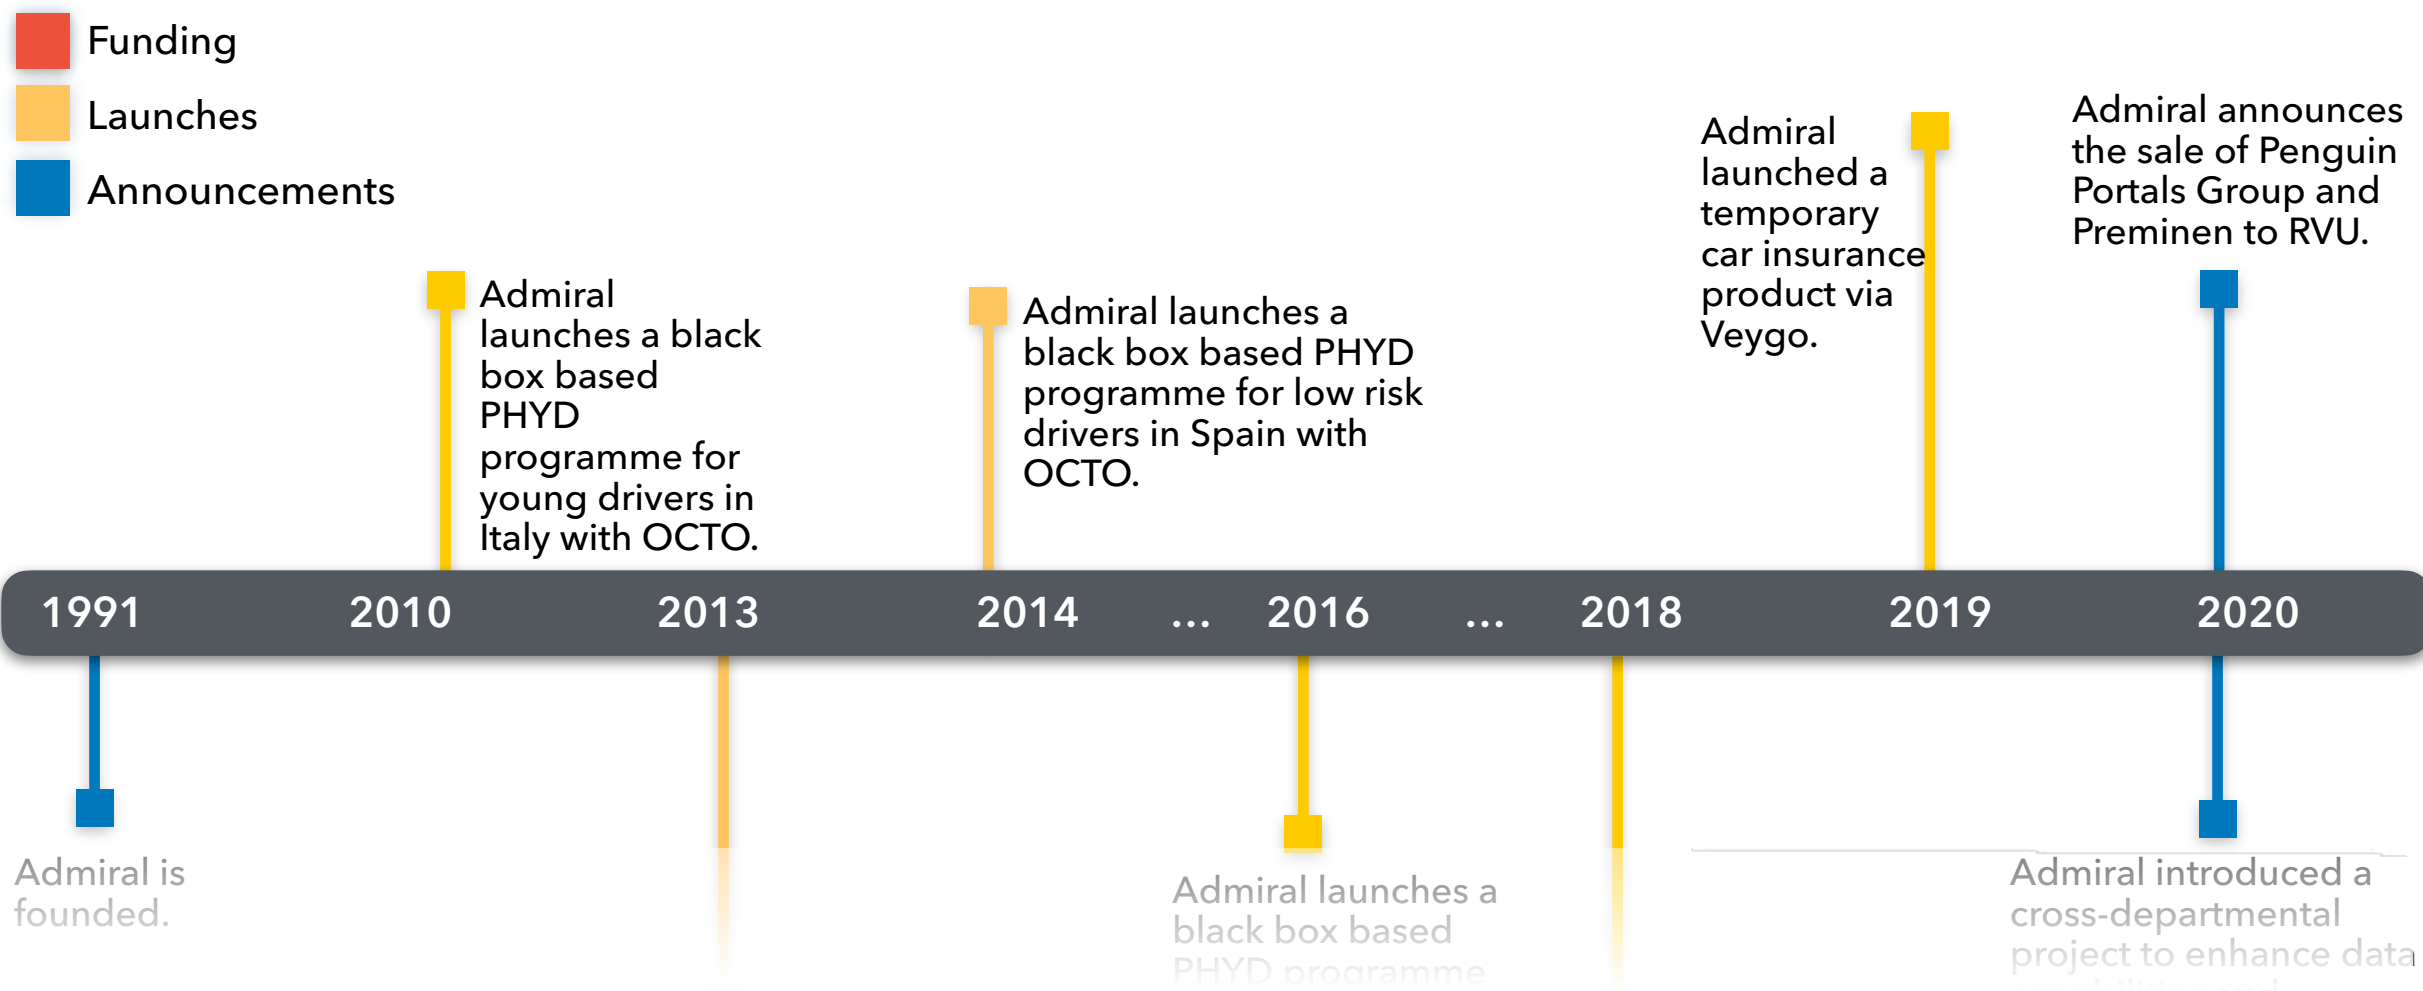 Funding
Launches
Announcements
Admiral
launches a black
box based
PHYD
programme for
young drivers in
Italy with OCTO.
Admiral launches a
black box based PHYD
programme for low risk
drivers in Spain with
OCTO.
Admiral
launched a
temporary
car insurance
product via
Veygo.
Admiral announces
the sale of Penguin
Portals Group and
Preminen to RVU.
1991 2010 2013 2014 ... 2016 ... 2018 2019 2020
Admiral is
founded.
Admiral launches a
black box based
PHYD programme
Admiral introduced a
cross-departmental
project to enhance data